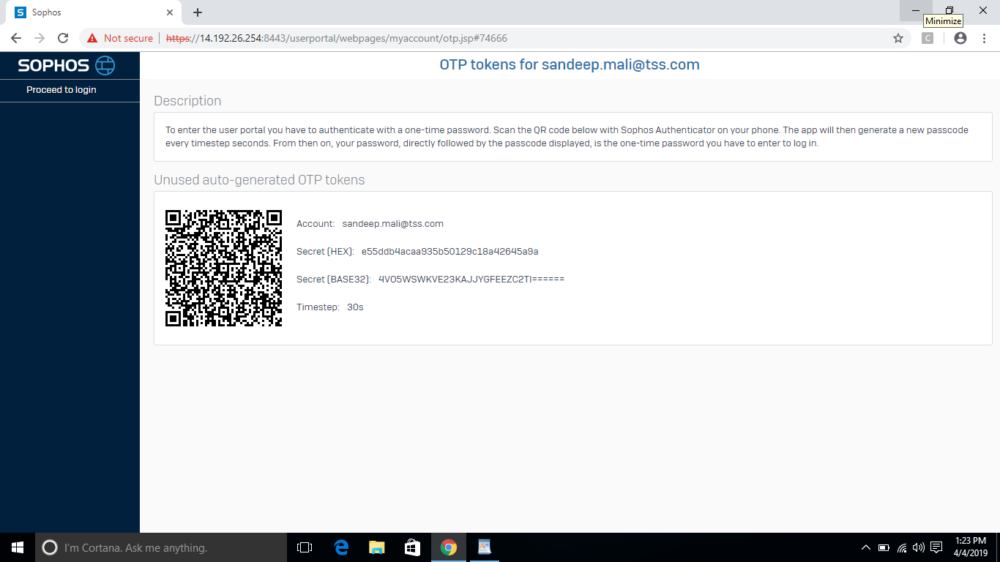 Sophos
Minimize
Not secure
https://14.192.26.254:8443/userportal/webpages/myaccount/otp.jsp#74666
C
SOPHOS
OTP tokens for sandeep.mali@tss.com
Proceed to login
Description
To enter the user portal you have to authenticate with a one-time password. Scan the QR code below with Sophos Authenticator on your phone. The app will then generate a new passcode
every timestep seconds. From then on, your password, directly followed by the passcode displayed, is the one-time password you have to enter to log in.
Unused auto-generated OTP tokens
Account: sandeep.mali@tss.com
Secret (HEX): e55ddb4acaa935b50129c18a42645a9a
Secret (BASE32): 4VO5WSWKVE23KAJJYGFEEZC2TI======
Timestep: 30s
I'm Cortana. Ask me anything.
1:23 PM
4/4/2019